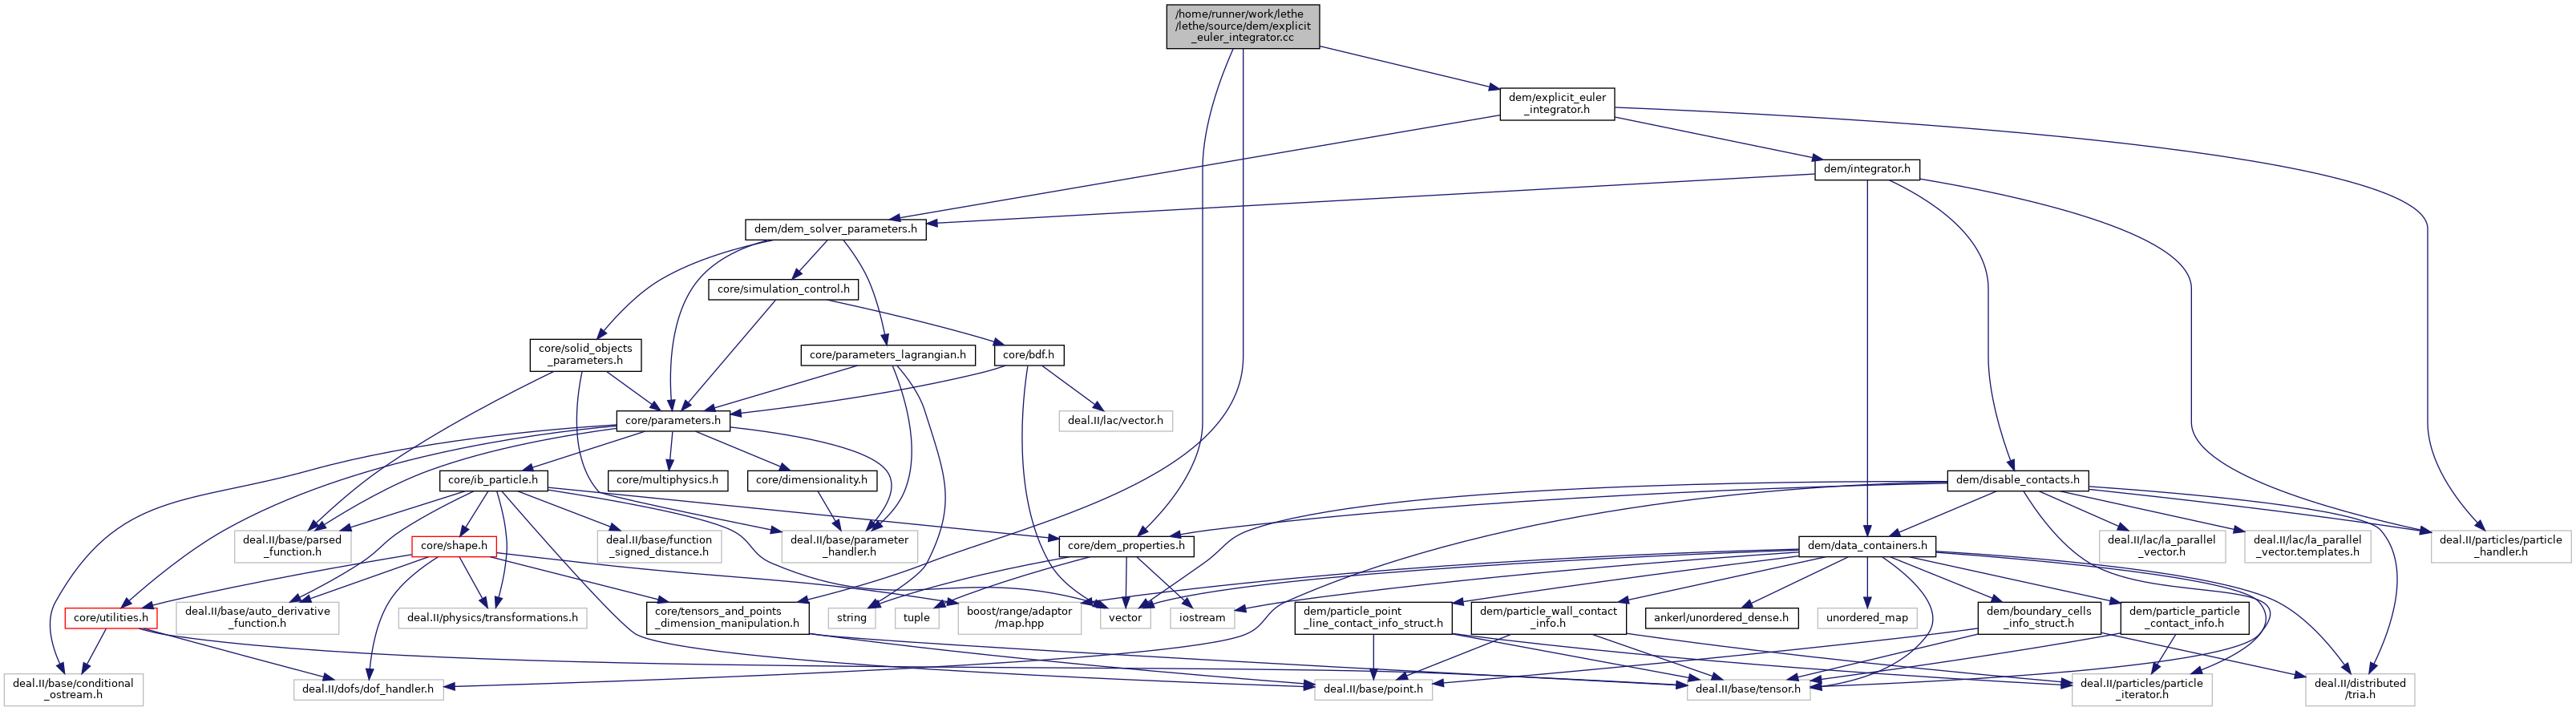 /home/runner/work/lethe
/lethe/source/dem/explicit
_euler_integrator.cc
dem/explicit_euler
_integrator.h
dem/integrator.h
dem/dem_solver_parameters.h
core/simulation_control.h
core/solid_objects
_parameters.h
core/parameters_lagrangian.h
core/bdf.h
core/parameters.h
deal.II/lac/vector.h
core/ib_particle.h
core/multiphysics.h
core/dimensionality.h
dem/disable_contacts.h
deal.II/base/parsed
_function.h
core/shape.h
deal.II/base/function
_signed_distance.h
deal.II/base/parameter
_handler.h
core/dem_properties.h
dem/data_containers.h
deal.II/lac/la_parallel
_vector.h
deal.II/lac/la_parallel
_vector.templates.h
deal.II/particles/particle
_handler.h
core/utilities.h
deal.II/base/auto_derivative
_function.h
deal.II/physics/transformations.h
core/tensors_and_points
_dimension_manipulation.h
string
tuple
boost/range/adaptor
/map.hpp
vector
iostream
dem/particle_point
_line_contact_info_struct.h
dem/particle_wall_contact
_info.h
ankerl/unordered_dense.h
unordered_map
dem/boundary_cells
_info_struct.h
dem/particle_particle
_contact_info.h
deal.II/base/conditional
_ostream.h
deal.II/dofs/dof_handler.h
deal.II/base/point.h
deal.II/base/tensor.h
deal.II/particles/particle
_iterator.h
deal.II/distributed
/tria.h